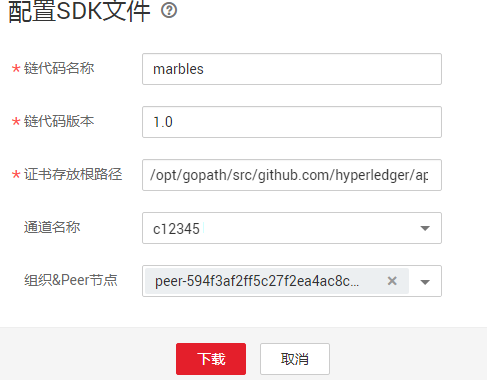 配置SDK文件 ?
* 链代码名称 marbles
* 链代码版本 1.0
* 证书存放根路径 /opt/gopath/src/github.com/hyperledger/ap
通道名称 c12345
组织&Peer节点 peer-594f3af2ff5c27f2ea4ac8c... ×
下载 取消